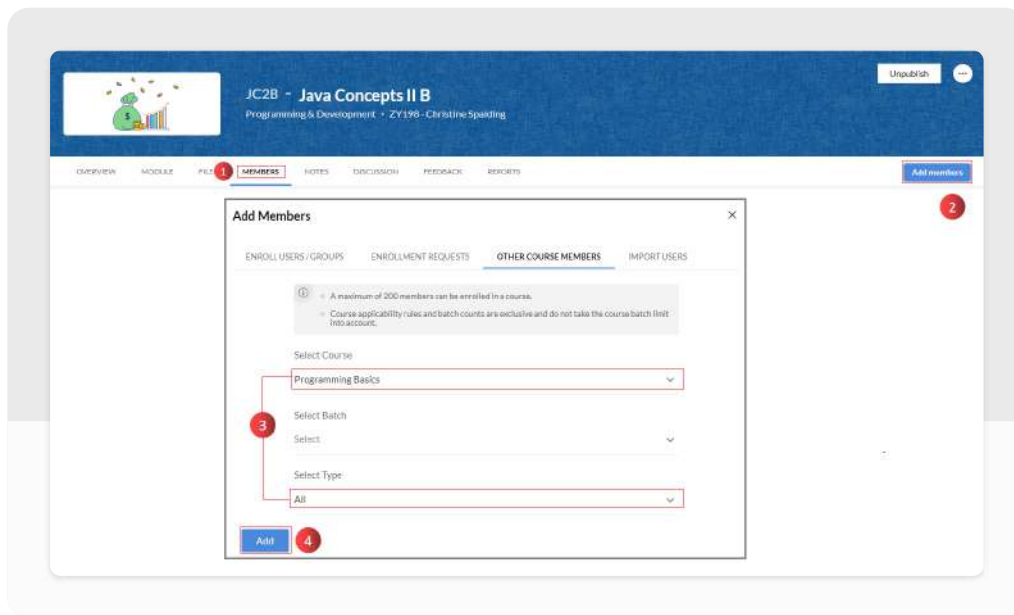 Unpublish
JC2B - Java Concepts II B
Programming & Development • ZY198 - Christine Spalding
OVERVIEW MODULE FILES 1 MEMBERS NOTES DISCUSSION FEEDBACK REPORTS Add members
2
Add Members
ENROLL USERS / GROUPS ENROLLMENT REQUESTS OTHER COURSE MEMBERS IMPORT USERS
A maximum of 200 members can be enrolled in a course.
Course applicability rules and batch counts are exclusive and do not take the course batch limit
into account.
Select Course
Programming Basics
Select Batch
3
Select
Select Type
All
Add 4